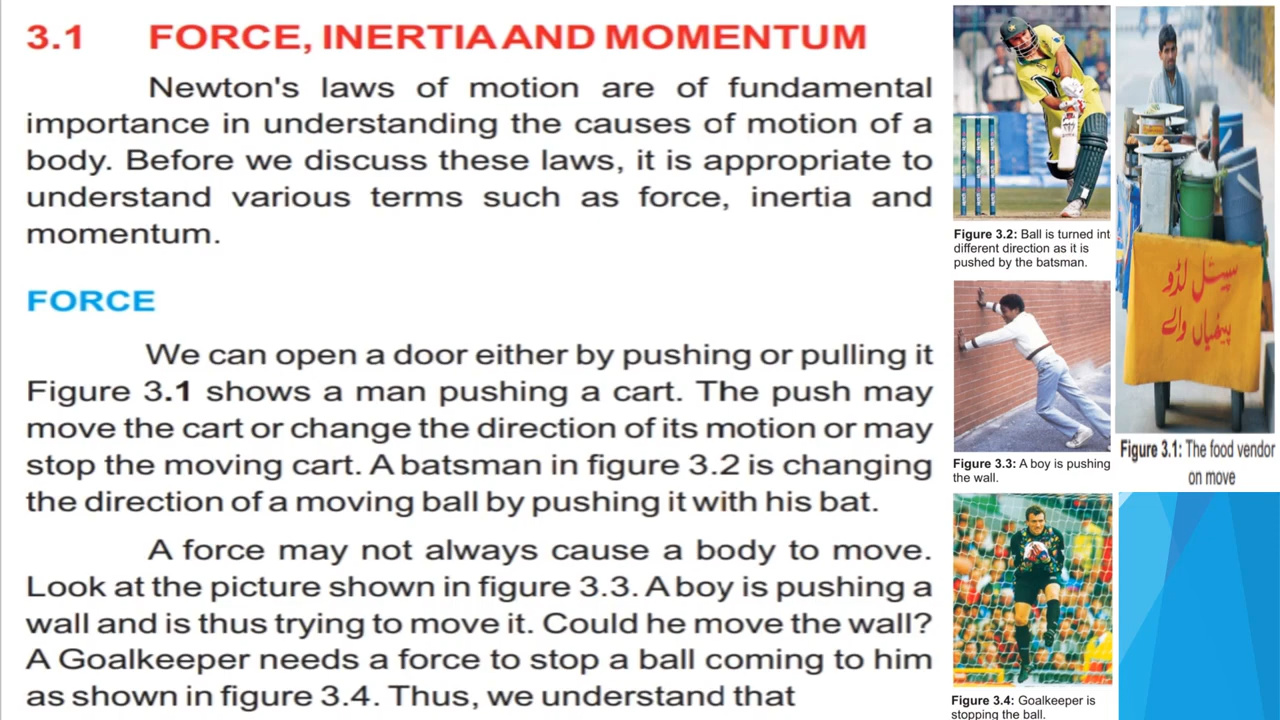 3.1 FORCE, INERTIA AND MOMENTUM
Newton's laws of motion are of fundamental
importance in understanding the causes of motion of a
body. Before we discuss these laws, it is appropriate to
understand various terms such as force, inertia and
momentum.
FORCE
We can open a door either by pushing or pulling it
Figure 3.1 shows a man pushing a cart. The push may
move the cart or change the direction of its motion or may
stop the moving cart. A batsman in figure 3.2 is changing
the direction of a moving ball by pushing it with his bat.
A force may not always cause a body to move.
Look at the picture shown in figure 3.3. A boy is pushing a
wall and is thus trying to move it. Could he move the wall?
A Goalkeeper needs a force to stop a ball coming to him
as shown in figure 3.4. Thus, we understand that
Figure 3.2: Ball is turned int
different direction as it is
pushed by the batsman.
Figure 3.3: A boy is pushing
the wall.
Figure 3.4: Goalkeeper is
stopping the ball.
سپیشل لڈو
پیٹھیاں والے
Figure 3.1: The food vendor
on move